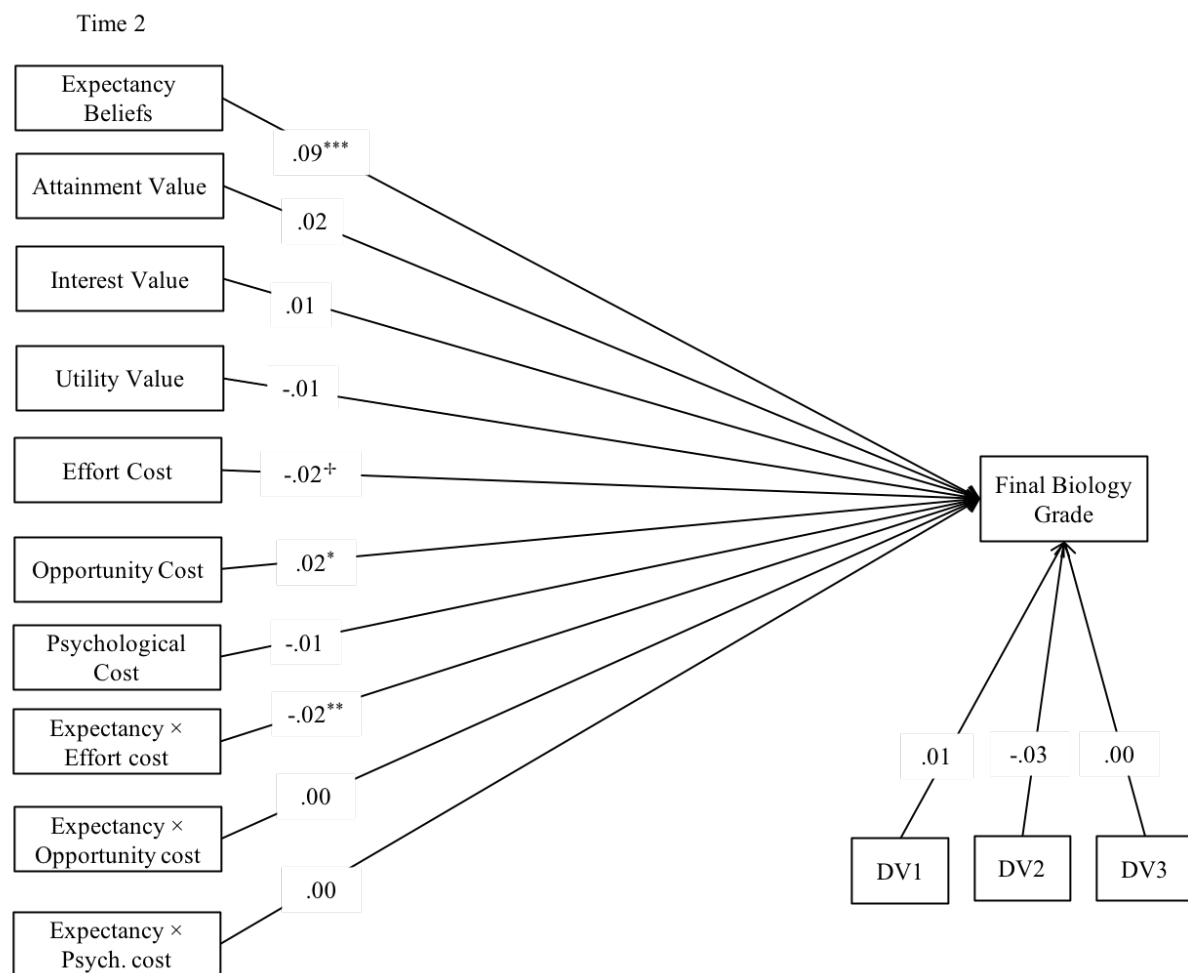 Time 2
Expectancy
Beliefs
.09***
Attainment Value
.02
Interest Value
.01
Utility Value
-.01
Effort Cost
-.02+
Opportunity Cost
.02*
Psychological
Cost
-.01
Expectancy ×
Effort cost
-.02**
Expectancy ×
Opportunity cost
.00
Expectancy ×
Psych. cost
.00
Final Biology
Grade
.01
-.03
.00
DV1
DV2
DV3